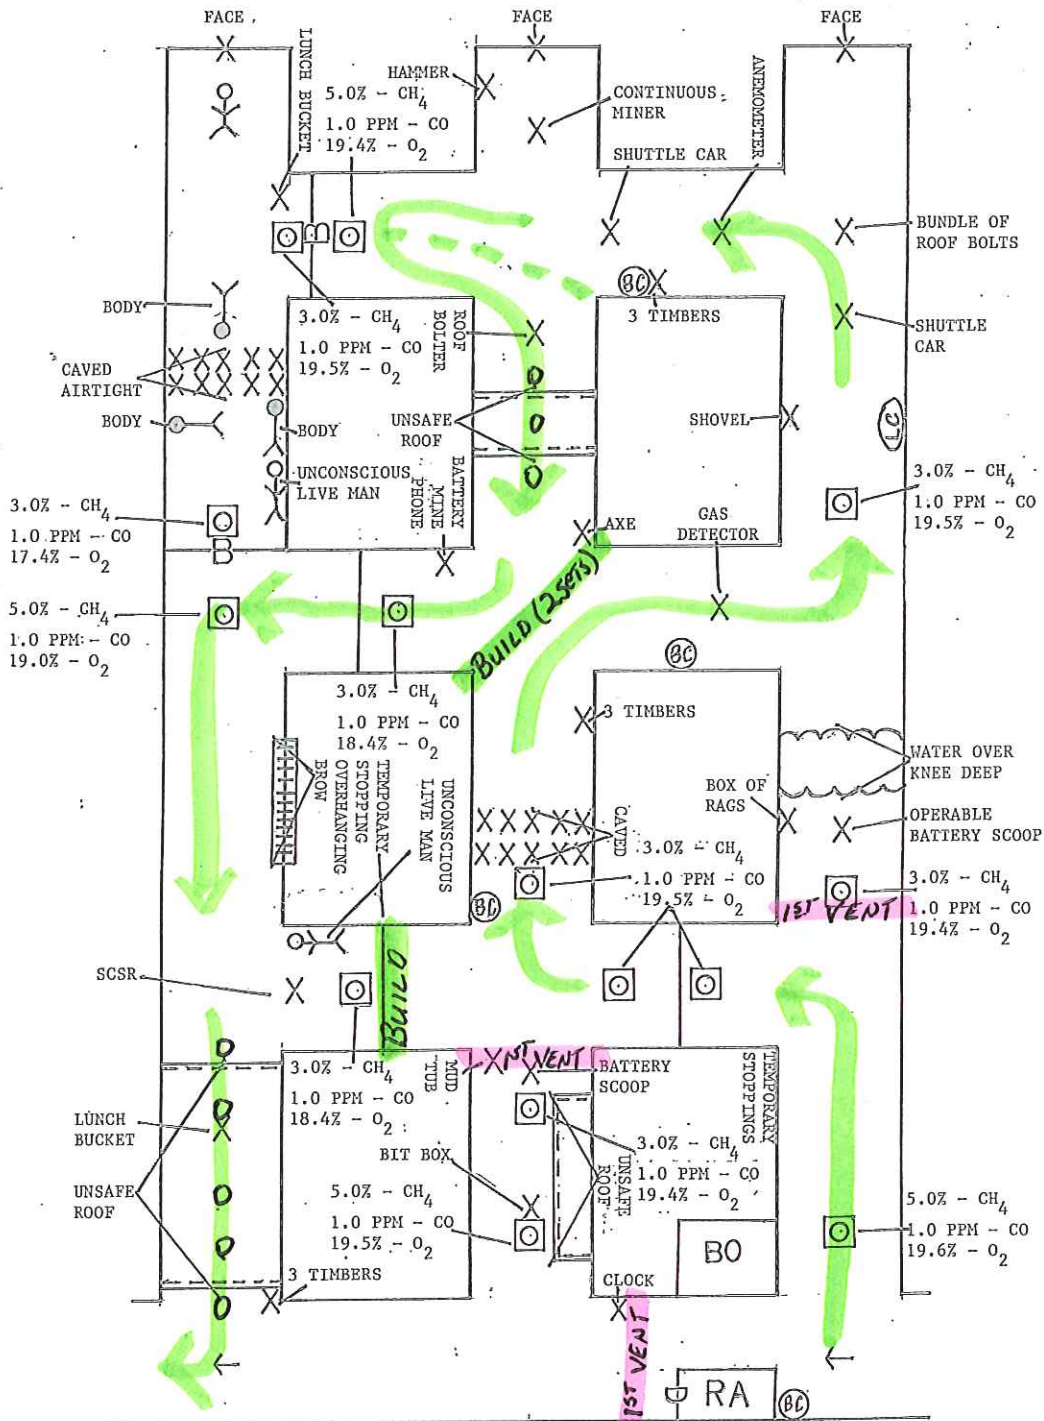 FACE
FACE
FACE
LUNCH BUCKET
HAMMER
5.0% - CH4
1.0 PPM - CO
19.4% - O2
CONTINUOUS
MINER
SHUTTLE CAR
ANEMOMETER
BUNDLE OF
ROOF BOLTS
B
BC
BODY
3.0% - CH4
1.0 PPM - CO
19.5% - O2
ROOF
BOLTER
3 TIMBERS
SHUTTLE
CAR
CAVED
AIRTIGHT
BODY
BODY
UNSAFE
ROOF
SHOVEL
LC
UNCONSCIOUS
LIVE MAN
BATTERY
MINE
PHONE
3.0% - CH4
1.0 PPM - CO
17.4% - O2
B
AXE
GAS
DETECTOR
3.0% - CH4
1.0 PPM - CO
19.5% - O2
5.0% - CH4
1.0 PPM - CO
19.0% - O2
BUILD (2 SETS)
BC
3.0% - CH4
1.0 PPM - CO
18.4% - O2
3 TIMBERS
BROW
OVERHANGING
STOPPING
TEMPORARY
UNCONSCIOUS
LIVE MAN
CAVED
WATER OVER
KNEE DEEP
BOX OF
RAGS
OPERABLE
BATTERY SCOOP
3.0% - CH4
1.0 PPM - CO
19.5% - O2
BC
1ST VENT
3.0% - CH4
1.0 PPM - CO
19.4% - O2
SCSR
BUILD
3.0% - CH4
1.0 PPM - CO
18.4% - O2
MUD
TUB
1ST VENT
BATTERY
SCOOP
TEMPORARY
STOPPINGS
LUNCH
BUCKET
BIT BOX
3.0% - CH4
1.0 PPM - CO
19.4% - O2
UNSAFE
ROOF
UNSAFE
ROOF
5.0% - CH4
1.0 PPM - CO
19.5% - O2
BO
5.0% - CH4
1.0 PPM - CO
19.6% - O2
3 TIMBERS
CLOCK
1ST VENT
D
RA
BC